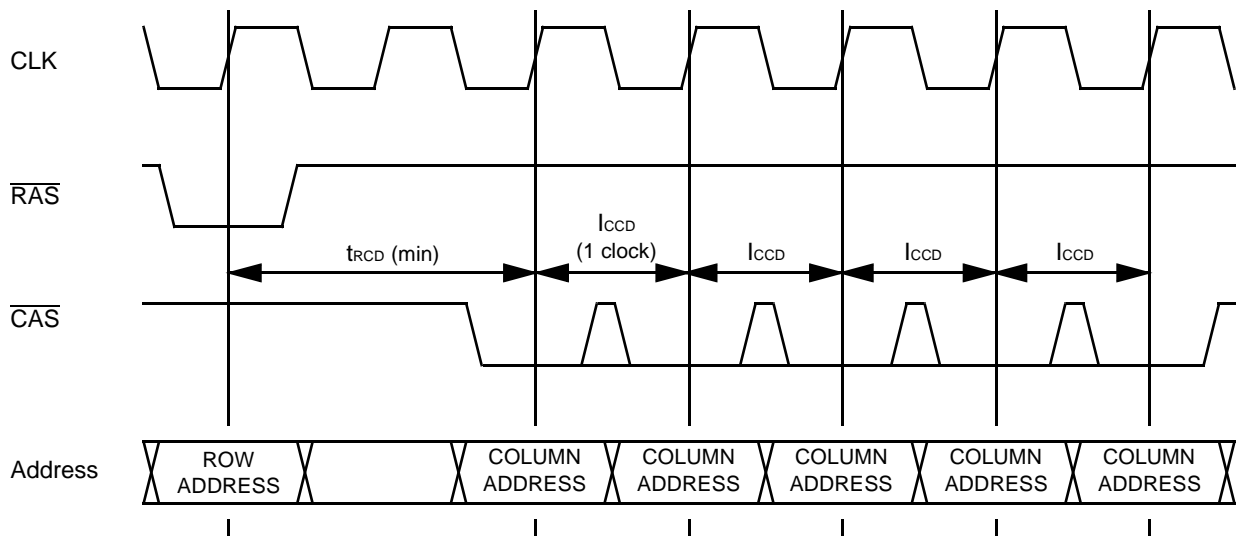 CLK
RAS
tRCD (min)
ICCD
(1 clock)
ICCD
ICCD
ICCD
CAS
Address
ROW
ADDRESS
COLUMN
ADDRESS
COLUMN
ADDRESS
COLUMN
ADDRESS
COLUMN
ADDRESS
COLUMN
ADDRESS